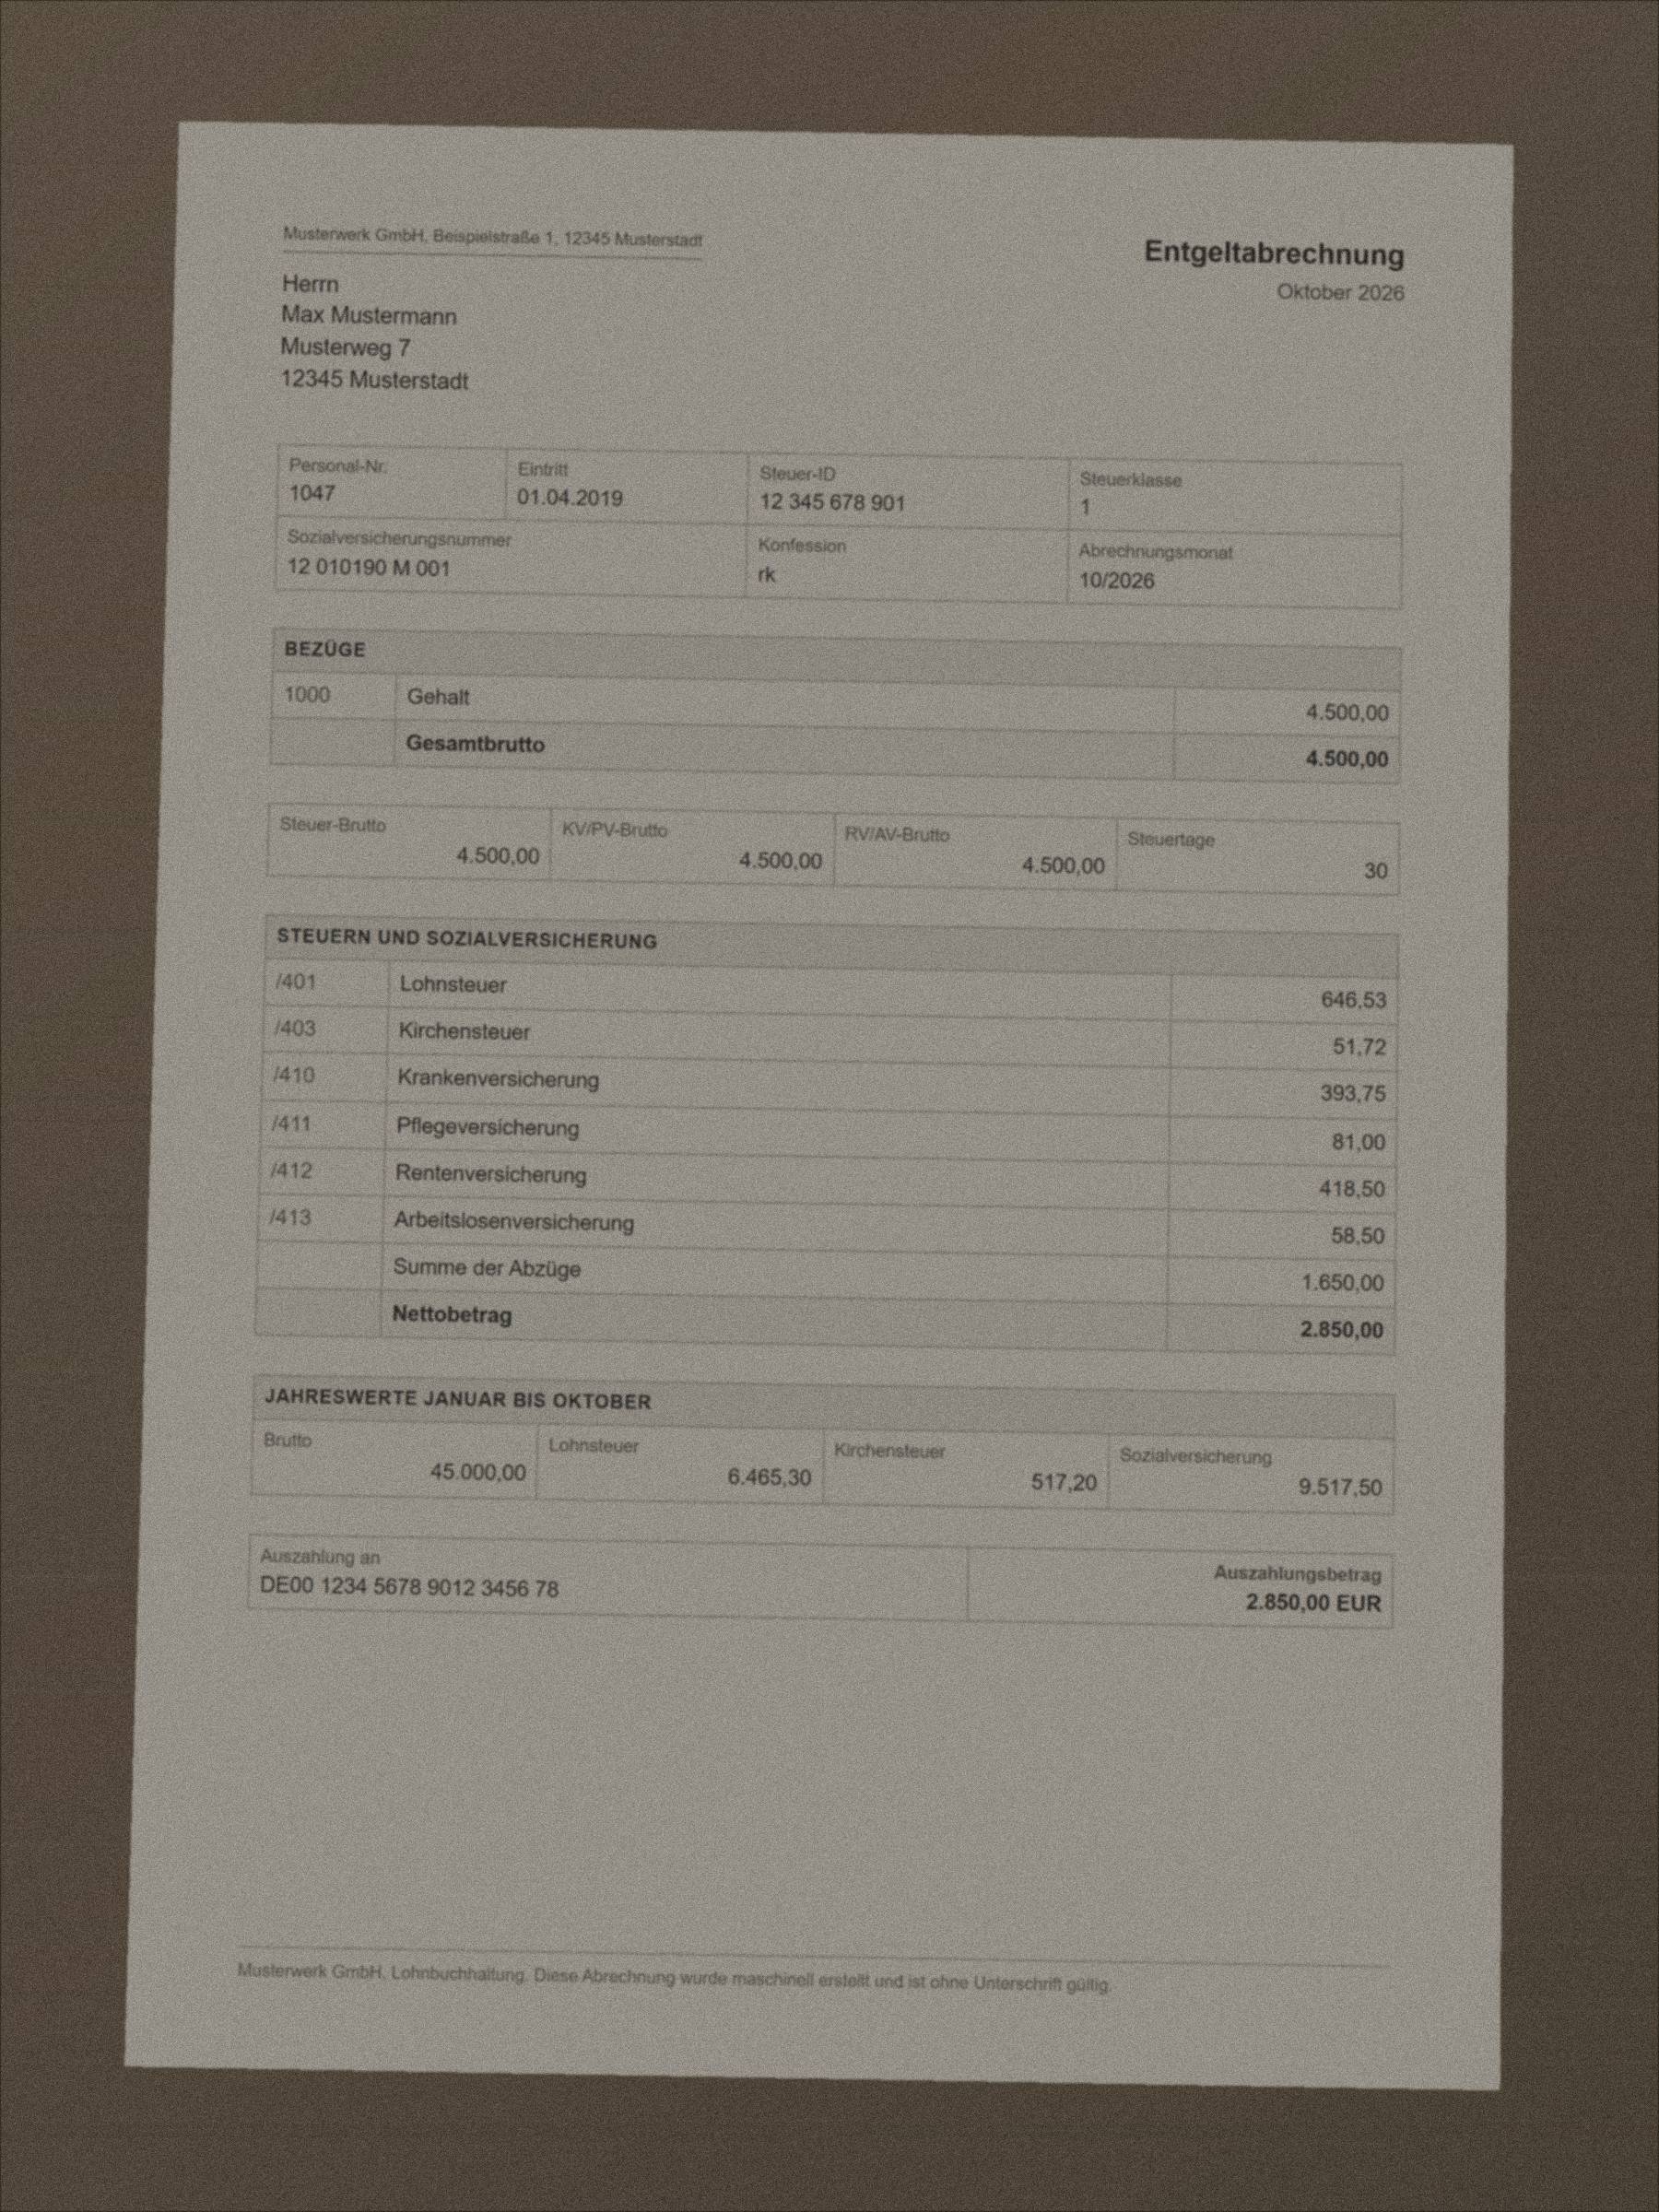 Musterwerk GmbH, Beispielstraße 1, 12345 Musterstadt
Entgeltabrechnung
Oktober 2026
Herrn
Max Mustermann
Musterweg 7
12345 Musterstadt
Personal-Nr. Eintritt Steuer-ID Steuerklasse
1047 01.04.2019 12 345 678 901 1
Sozialversicherungsnummer Konfession Abrechnungsmonat
12 010190 M 001 rk 10/2026
BEZÜGE
1000 Gehalt 4.500,00
Gesamtbrutto 4.500,00
Steuer-Brutto KV/PV-Brutto RV/AV-Brutto Steuertage
4.500,00 4.500,00 4.500,00 30
STEUERN UND SOZIALVERSICHERUNG
/401 Lohnsteuer 646,53
/403 Kirchensteuer 51,72
/410 Krankenversicherung 393,75
/411 Pflegeversicherung 81,00
/412 Rentenversicherung 418,50
/413 Arbeitslosenversicherung 58,50
Summe der Abzüge 1.650,00
Nettobetrag 2.850,00
JAHRESWERTE JANUAR BIS OKTOBER
Brutto Lohnsteuer Kirchensteuer Sozialversicherung
45.000,00 6.465,30 517,20 9.517,50
Auszahlung an Auszahlungsbetrag
DE00 1234 5678 9012 3456 78 2.850,00 EUR
Musterwerk GmbH, Lohnbuchhaltung. Diese Abrechnung wurde maschinell erstellt und ist ohne Unterschrift gültig.